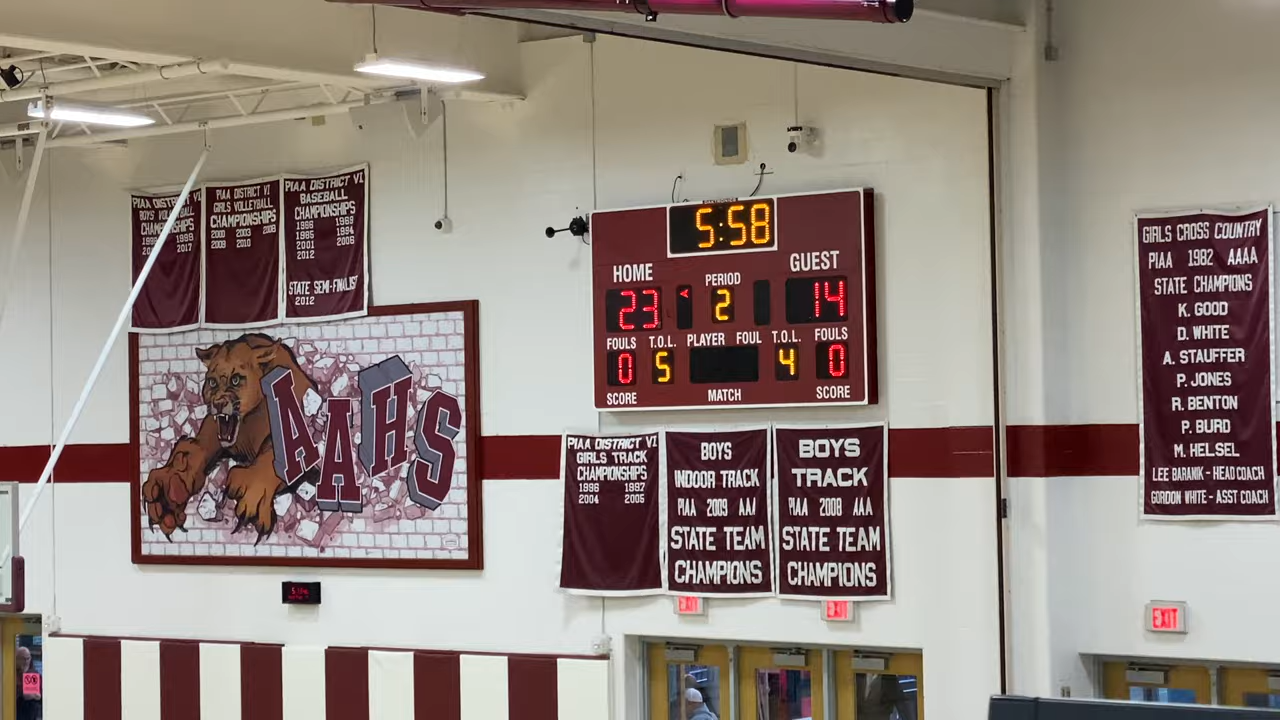 PIAA DISTRICT VI
BOYS VOLLEYBALL
CHAMPIONSHIPS
PIAA DISTRICT VI
GIRLS VOLLEYBALL
CHAMPIONSHIPS
2000 2003 2008
2009 2010
PIAA DISTRICT VI
BASEBALL
CHAMPIONSHIPS
2001 2006
2012
STATE SEMI-FINALIST
2012
AAHS
5:58
HOME PERIOD GUEST
23 2 14
FOULS T.O.L. PLAYER FOUL T.O.L. FOULS
0 5 4 0
SCORE MATCH SCORE
PIAA DISTRICT VI
GIRLS TRACK
CHAMPIONSHIPS
1996 1997
2004 2005
BOYS
INDOOR TRACK
PIAA 2009 AAA
STATE TEAM
CHAMPIONS
BOYS
TRACK
PIAA 2008 AAA
STATE TEAM
CHAMPIONS
GIRLS CROSS COUNTRY
PIAA 1982 AAAA
STATE CHAMPIONS
K. GOOD
D. WHITE
A. STAUFFER
P. JONES
R. BENTON
P. BURD
M. HELSEL
LEE BARANIK - HEAD COACH
GORDON WHITE - ASST COACH
EXIT
EXIT
EXIT